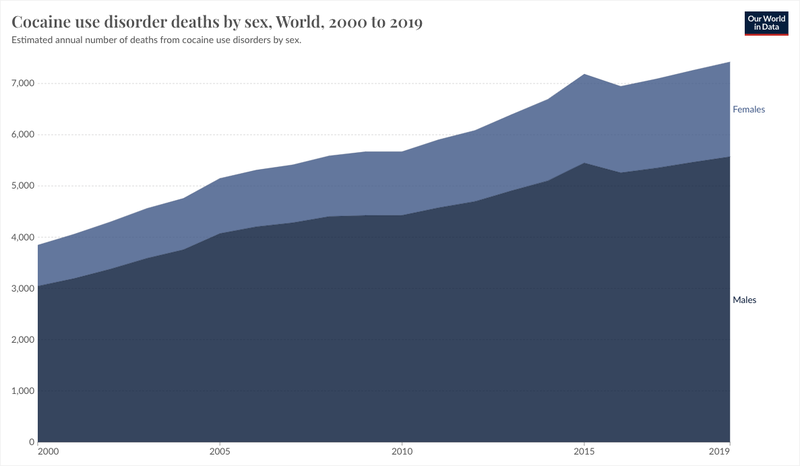 Cocaine use disorder deaths by sex, World, 2000 to 2019
Estimated annual number of deaths from cocaine use disorders by sex.
Our World
in Data
7,000
6,000
5,000
4,000
3,000
2,000
1,000
0
Females
Males
2000
2005
2010
2015
2019